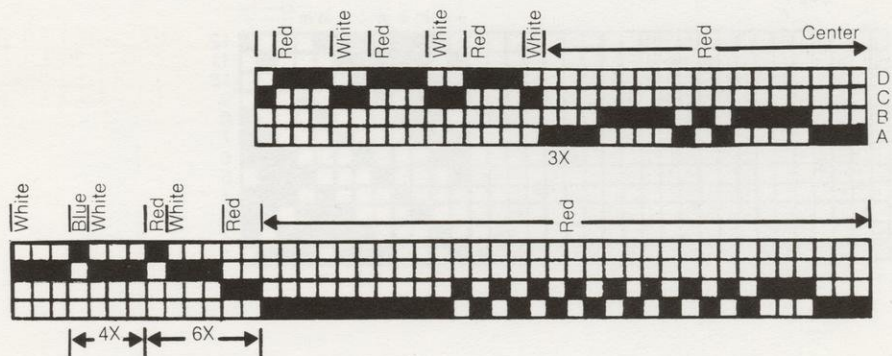 Red White Red White Red White Red Center
D
C
B
A
3X
White Blue White Red White Red Red
4X 6X